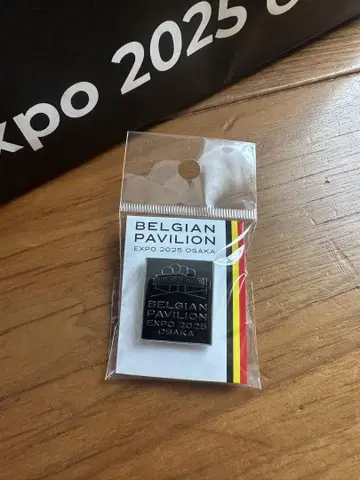 xpo 2025 O
BELGIAN
PAVILION
EXPO 2025 OSAKA
BELGIAN
PAVILION
EXPO 2025
OSAKA